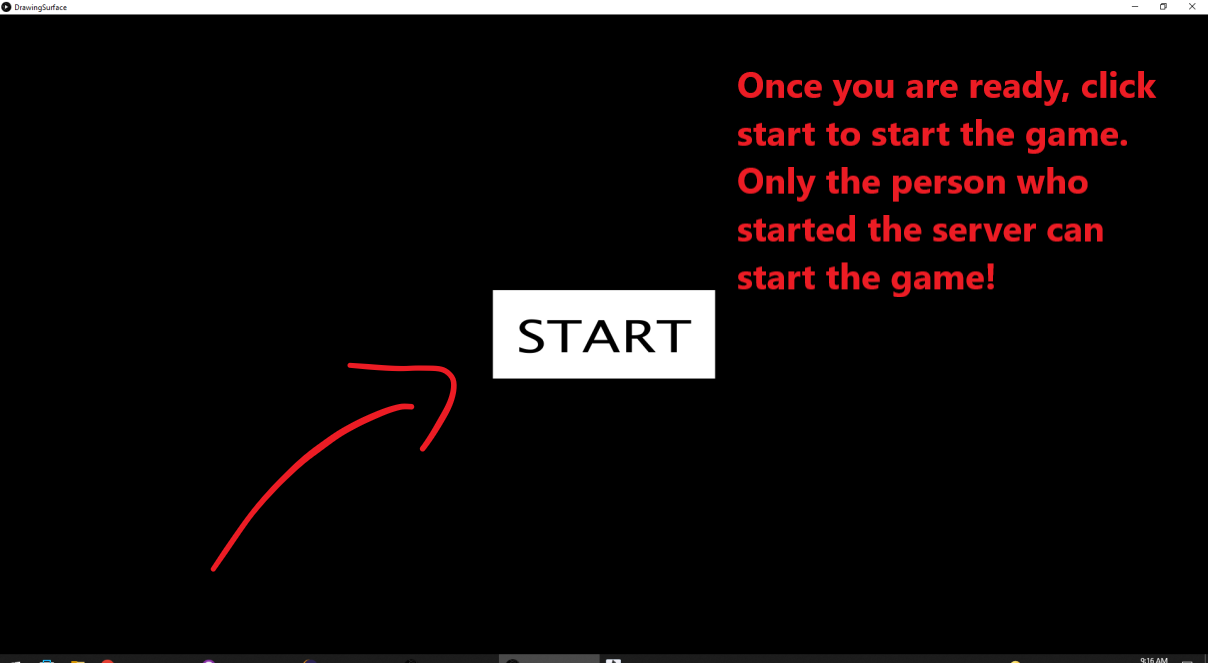 DrawingSurface
Once you are ready, click
start to start the game.
Only the person who
started the server can
start the game!
START
9:16 AM